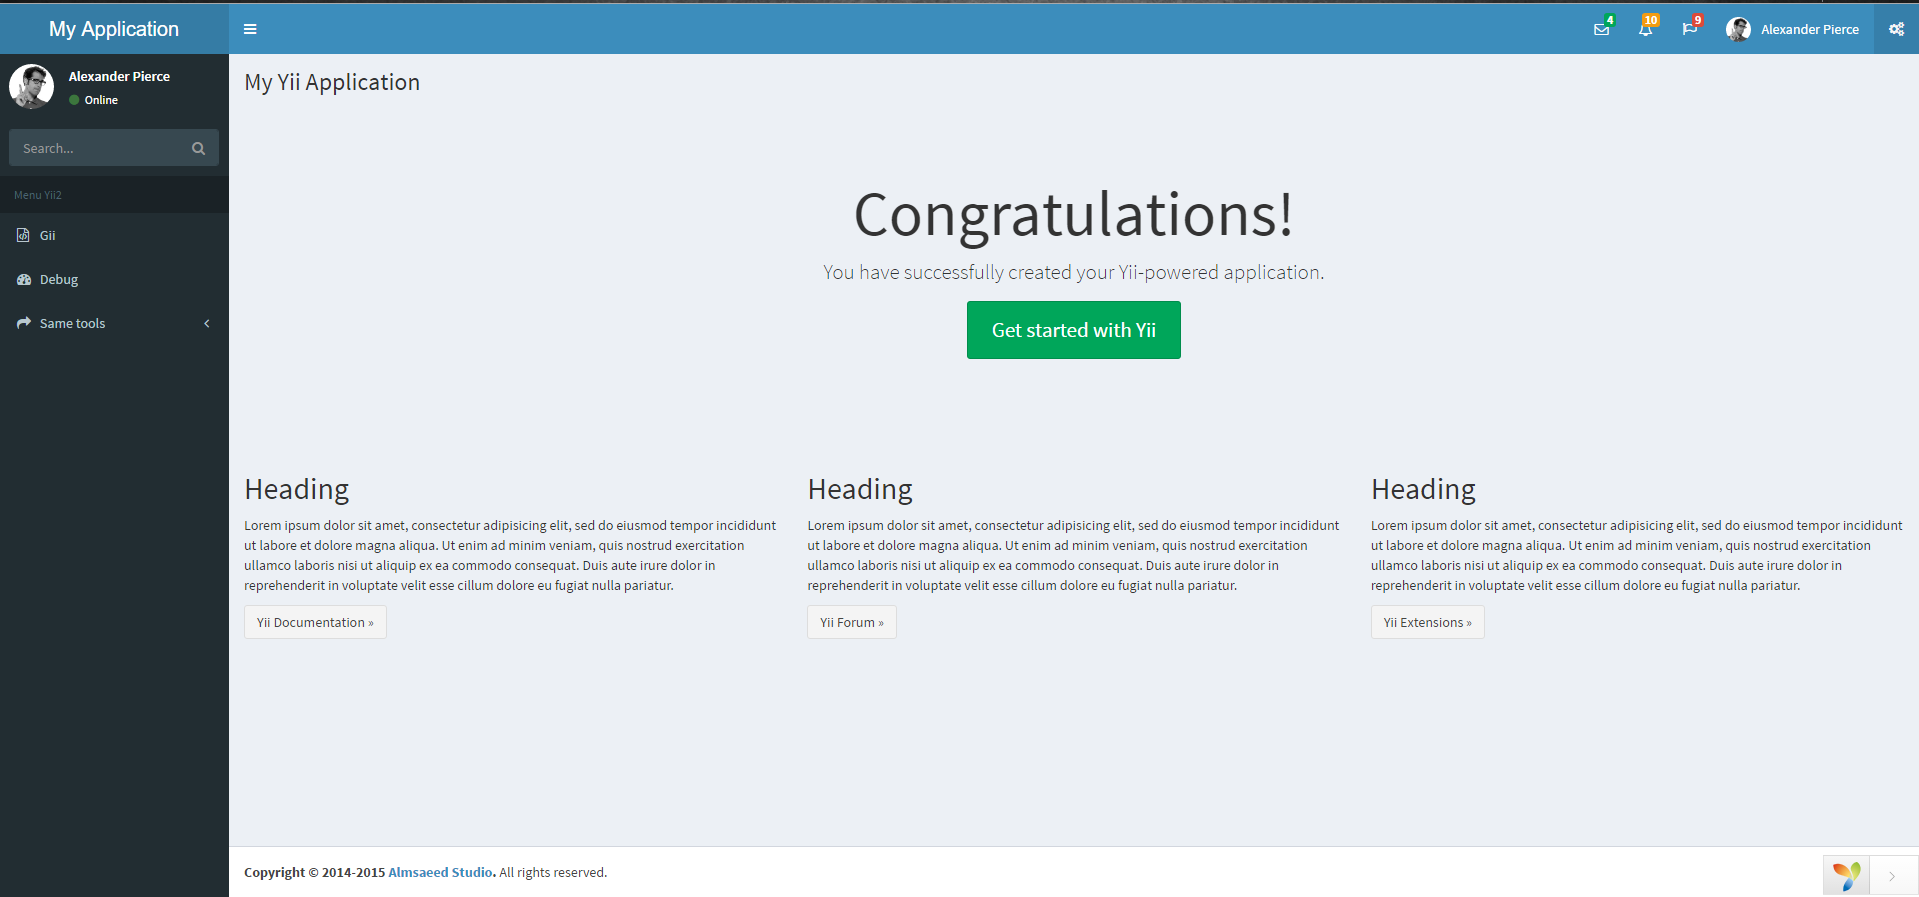 My Application
4
10
9
Alexander Pierce
Alexander Pierce
Online
Search...
Menu Yii2
Gii
Debug
Same tools
My Yii Application
Congratulations!
You have successfully created your Yii-powered application.
Get started with Yii
Heading
Lorem ipsum dolor sit amet, consectetur adipisicing elit, sed do eiusmod tempor incididunt
ut labore et dolore magna aliqua. Ut enim ad minim veniam, quis nostrud exercitation
ullamco laboris nisi ut aliquip ex ea commodo consequat. Duis aute irure dolor in
reprehenderit in voluptate velit esse cillum dolore eu fugiat nulla pariatur.
Yii Documentation »
Heading
Lorem ipsum dolor sit amet, consectetur adipisicing elit, sed do eiusmod tempor incididunt
ut labore et dolore magna aliqua. Ut enim ad minim veniam, quis nostrud exercitation
ullamco laboris nisi ut aliquip ex ea commodo consequat. Duis aute irure dolor in
reprehenderit in voluptate velit esse cillum dolore eu fugiat nulla pariatur.
Yii Forum »
Heading
Lorem ipsum dolor sit amet, consectetur adipisicing elit, sed do eiusmod tempor incididunt
ut labore et dolore magna aliqua. Ut enim ad minim veniam, quis nostrud exercitation
ullamco laboris nisi ut aliquip ex ea commodo consequat. Duis aute irure dolor in
reprehenderit in voluptate velit esse cillum dolore eu fugiat nulla pariatur.
Yii Extensions »
Copyright © 2014-2015 Almsaeed Studio. All rights reserved.